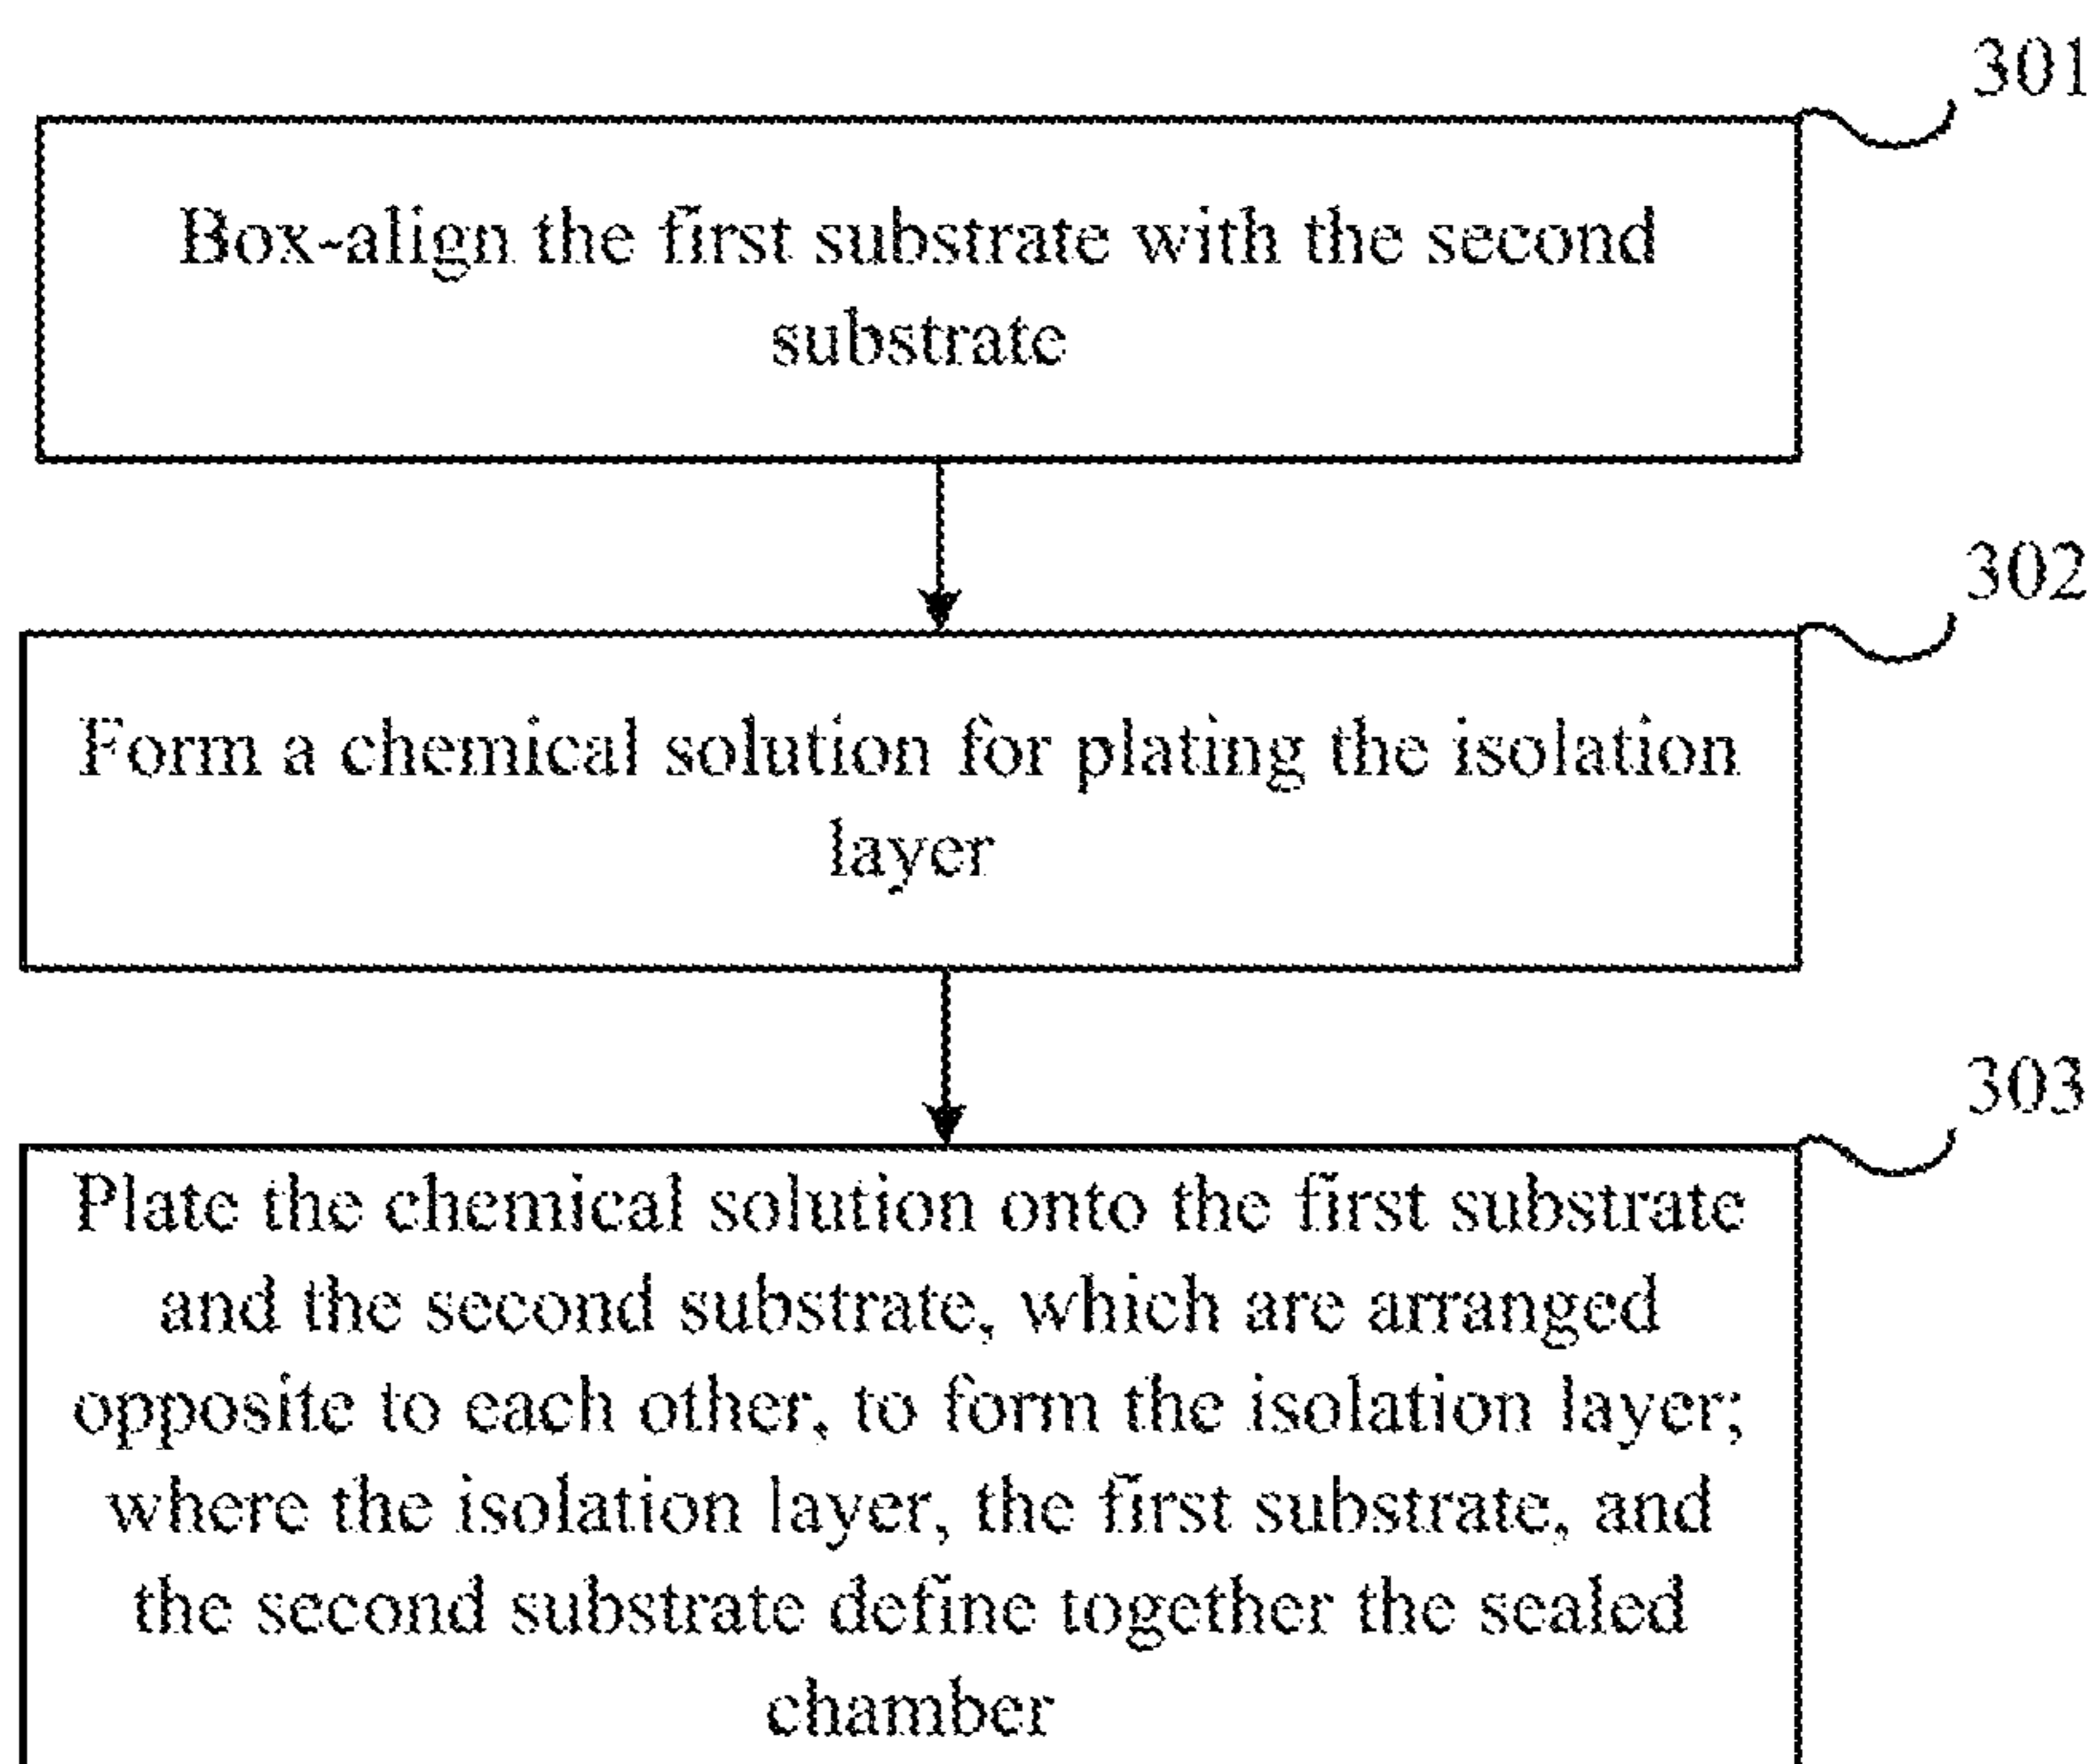 301
Box-align the first substrate with the second
substrate
302
Form a chemical solution for plating the isolation
layer
303
Plate the chemical solution onto the first substrate
and the second substrate, which are arranged
opposite to each other, to form the isolation layer;
where the isolation layer, the first substrate, and
the second substrate define together the sealed
chamber